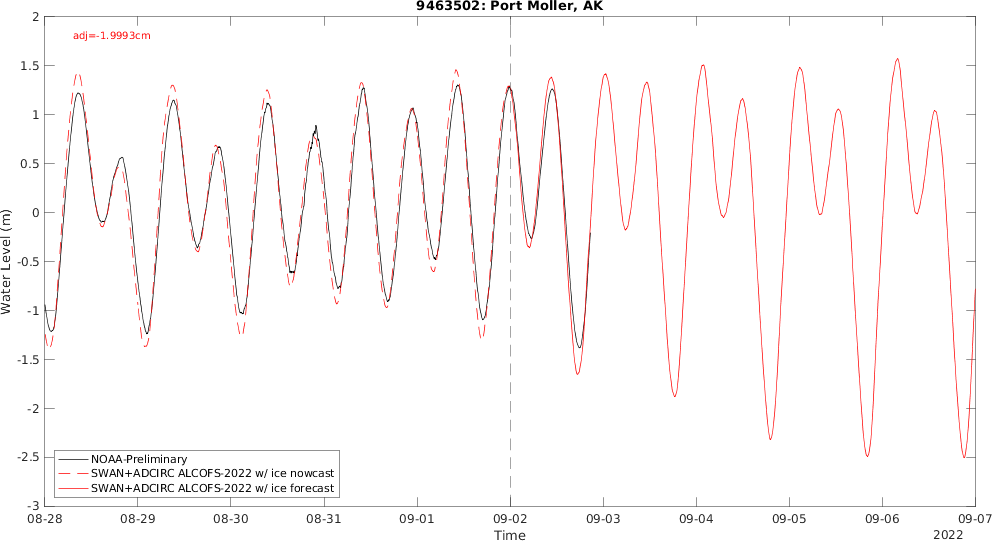 9463502: Port Moller, AK
adj=-1.9993cm
Water Level (m)
2
1.5
1
0.5
0
-0.5
-1
-1.5
-2
-2.5
-3
NOAA-Preliminary
SWAN+ADCIRC ALCOFS-2022 w/ ice nowcast
SWAN+ADCIRC ALCOFS-2022 w/ ice forecast
08-28 08-29 08-30 08-31 09-01 09-02 09-03 09-04 09-05 09-06 09-07
Time
2022